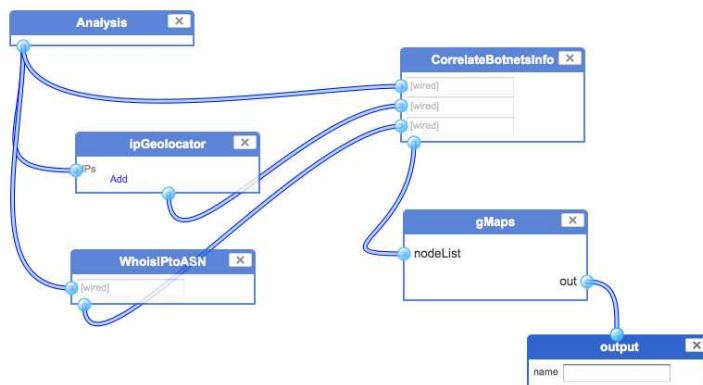 Analysis
CorrelateBotnetsInfo
[wired]
[wired]
[wired]
ipGeolocator
IPs
Add
WhoisIPtoASN
[wired]
gMaps
nodeList
out
output
name